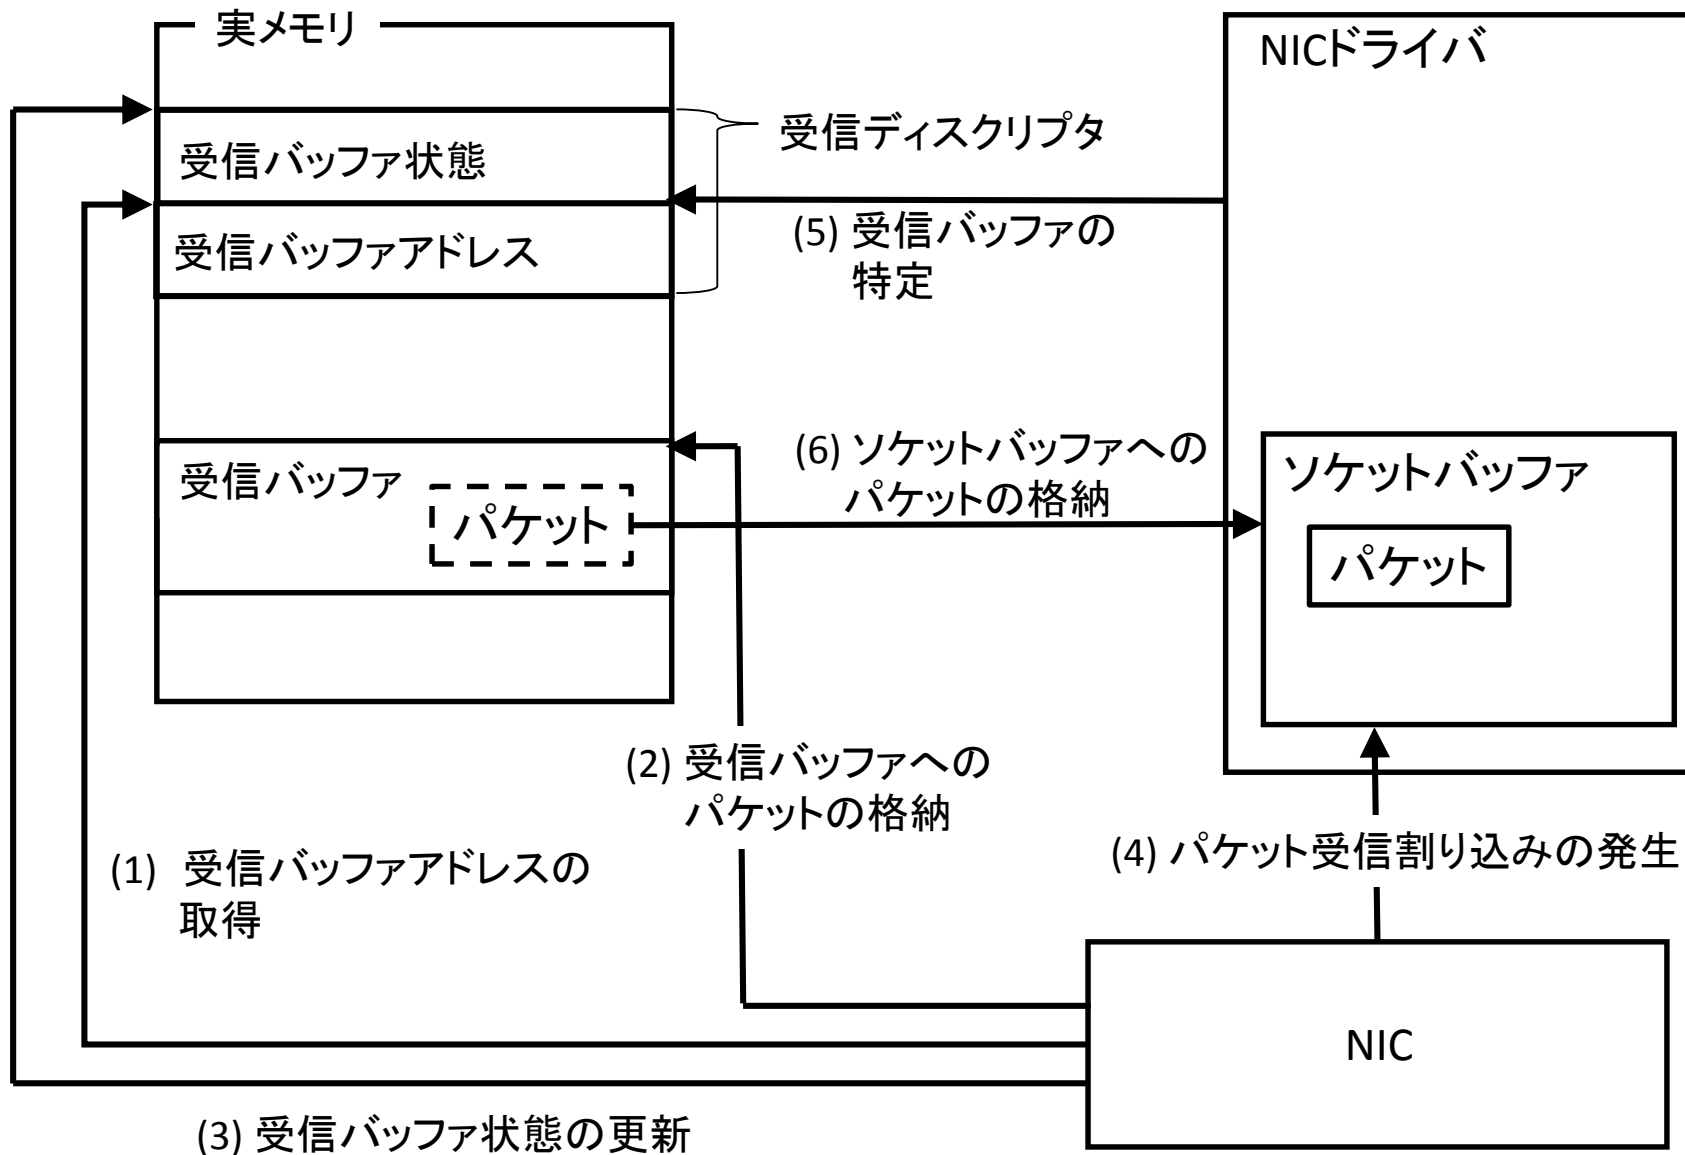 実メモリ
NICドライバ
受信ディスクリプタ
受信バッファ状態
受信バッファアドレス
(5) 受信バッファの
特定
(6) ソケットバッファへの
パケットの格納
受信バッファ
パケット
ソケットバッファ
パケット
(2) 受信バッファへの
パケットの格納
(4) パケット受信割り込みの発生
(1) 受信バッファアドレスの
取得
NIC
(3) 受信バッファ状態の更新